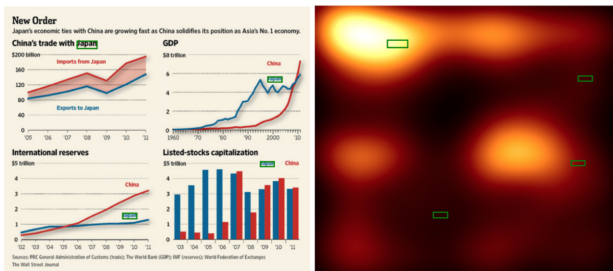 New Order
Japan's economic ties with China are growing fast as China solidifies its position as Asia's No. 1 economy.
China's trade with Japan
$200 billion
Imports from Japan
160
120
80
Exports to Japan
40
0
'05 '06 '07 '08 '09 '10 '11
GDP
$8 trillion
China
6
4
2
0
1960 '70 '80 '90 2000 '10
International reserves
$5 trillion
4
China
3
2
1
0
'02 '03 '04 '05 '06 '07 '08 '09 '10 '11
Listed-stocks capitalization
$5 trillion
China
4
3
2
1
0
'03 '04 '05 '06 '07 '08 '09 '10 '11
Sources: PRC General Administration of Customs (trade); The World Bank (GDP); IMF (reserves); World Federation of Exchanges
The Wall Street Journal